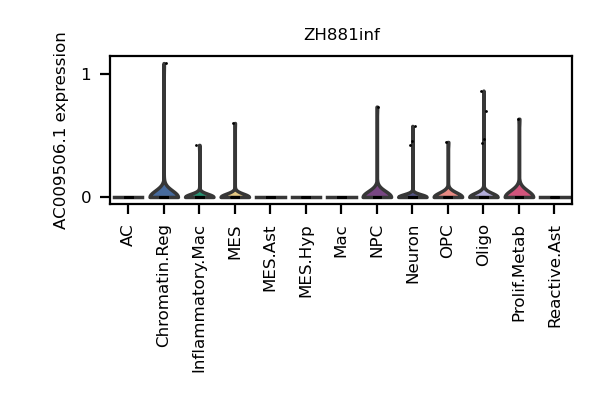 ZH881inf
AC009506.1 expression
1
0
AC
Chromatin.Reg
Inflammatory.Mac
MES
MES.Ast
MES.Hyp
Mac
NPC
Neuron
OPC
Oligo
Prolif.Metab
Reactive.Ast